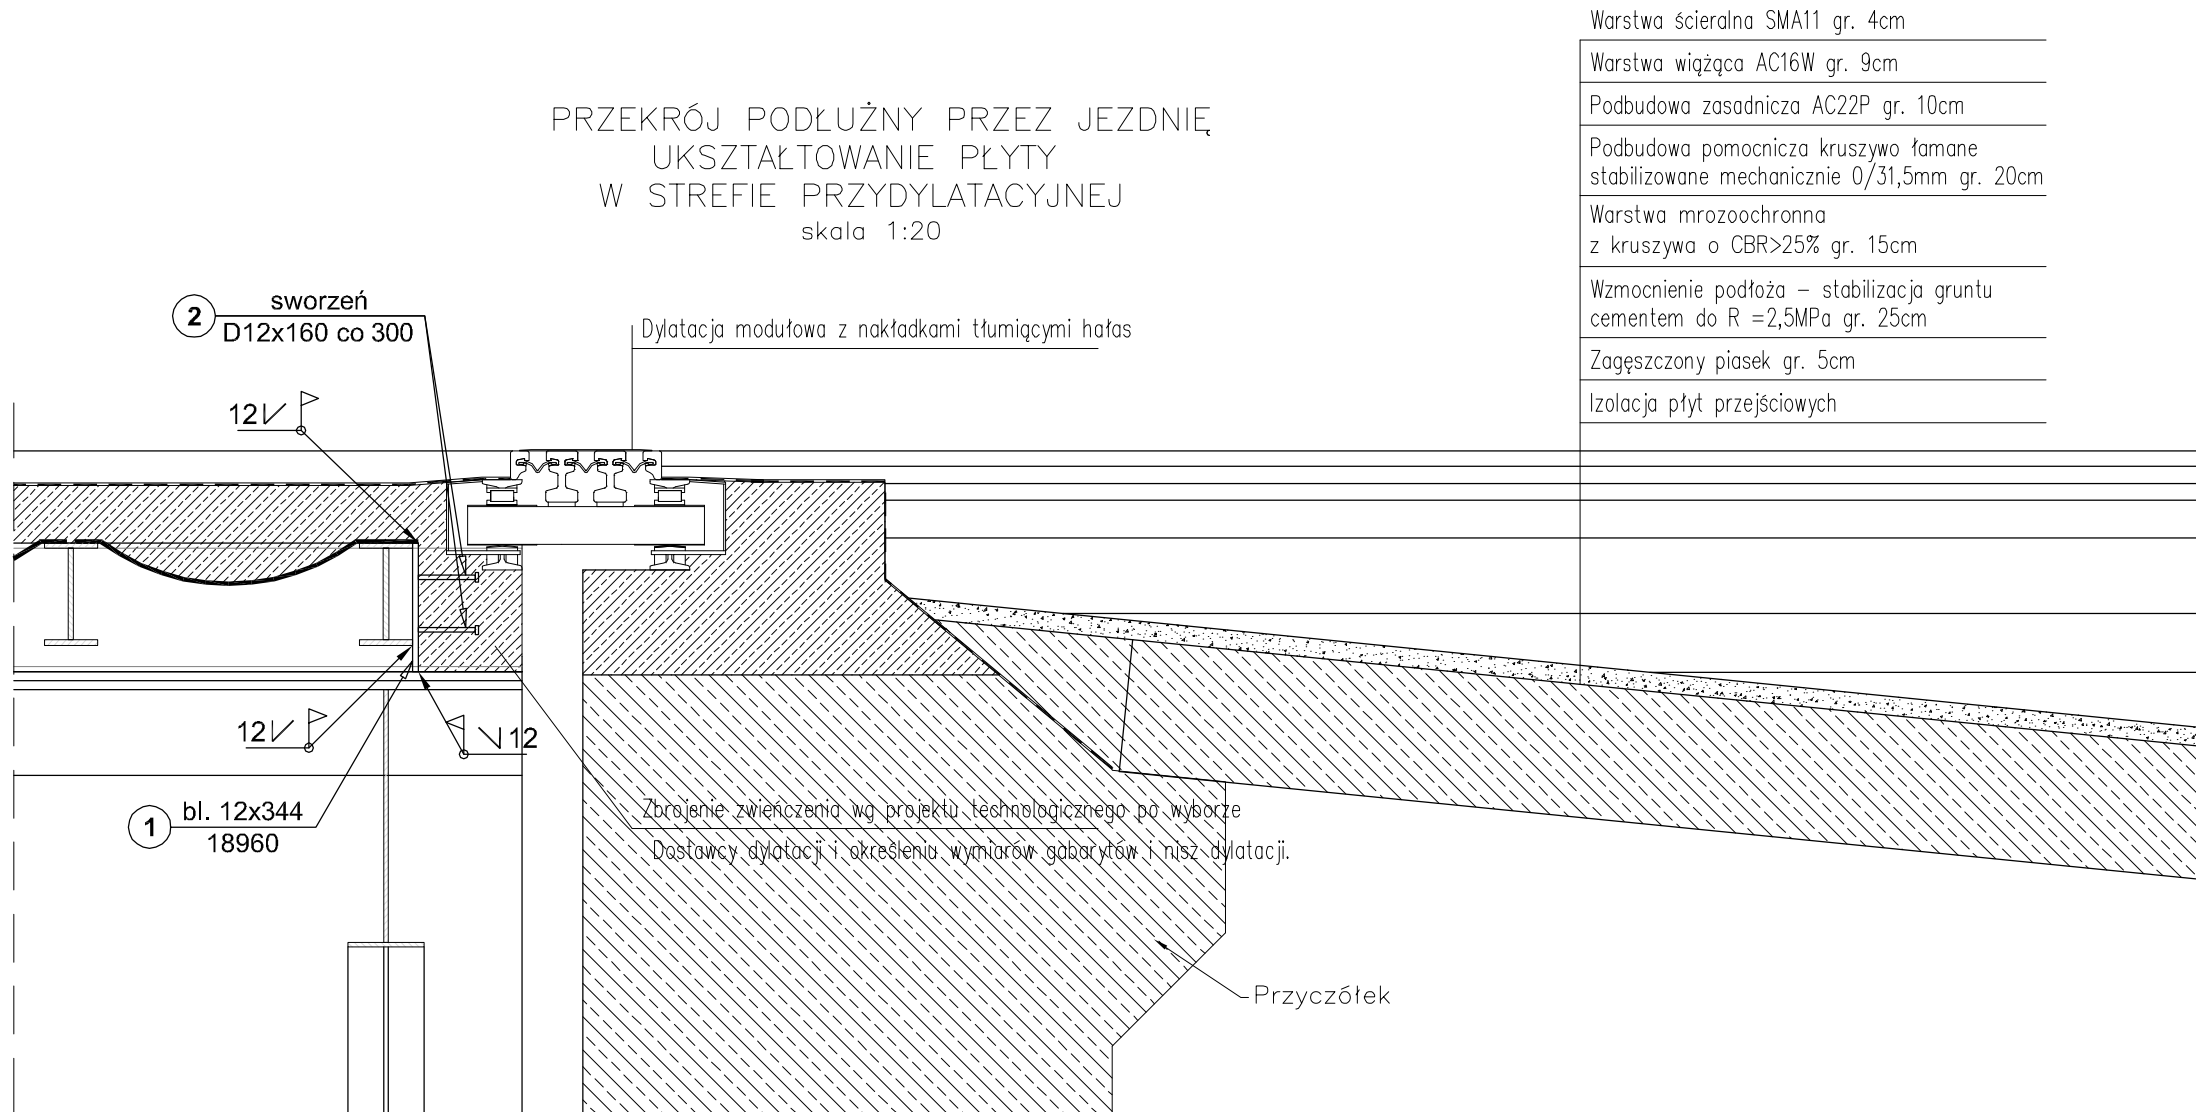 Warstwa ścieralna SMA11 gr. 4cm
Warstwa wiążąca AC16W gr. 9cm
Podbudowa zasadnicza AC22P gr. 10cm
Podbudowa pomocnicza kruszywo łamane
stabilizowane mechanicznie 0/31,5mm gr. 20cm
Warstwa mrozoochronna
z kruszywa o CBR>25% gr. 15cm
Wzmocnienie podłoża – stabilizacja gruntu
cementem do R =2,5MPa gr. 25cm
Zagęszczony piasek gr. 5cm
Izolacja płyt przejściowych
PRZEKRÓJ PODŁUŻNY PRZEZ JEZDNIĘ
UKSZTAŁTOWANIE PŁYTY
W STREFIE PRZYDYLATACYJNEJ
skala 1:20
2 sworzeń
D12x160 co 300
Dylatacja modułowa z nakładkami tłumiącymi hałas
12
12
12
1 bl. 12x344
18960
Zbrojenie zwieńczenia wg projektu technologicznego po wyborze
Dostawcy dylatacji i określeniu wymiarów gabarytów i nisz dylatacji.
Przyczółek